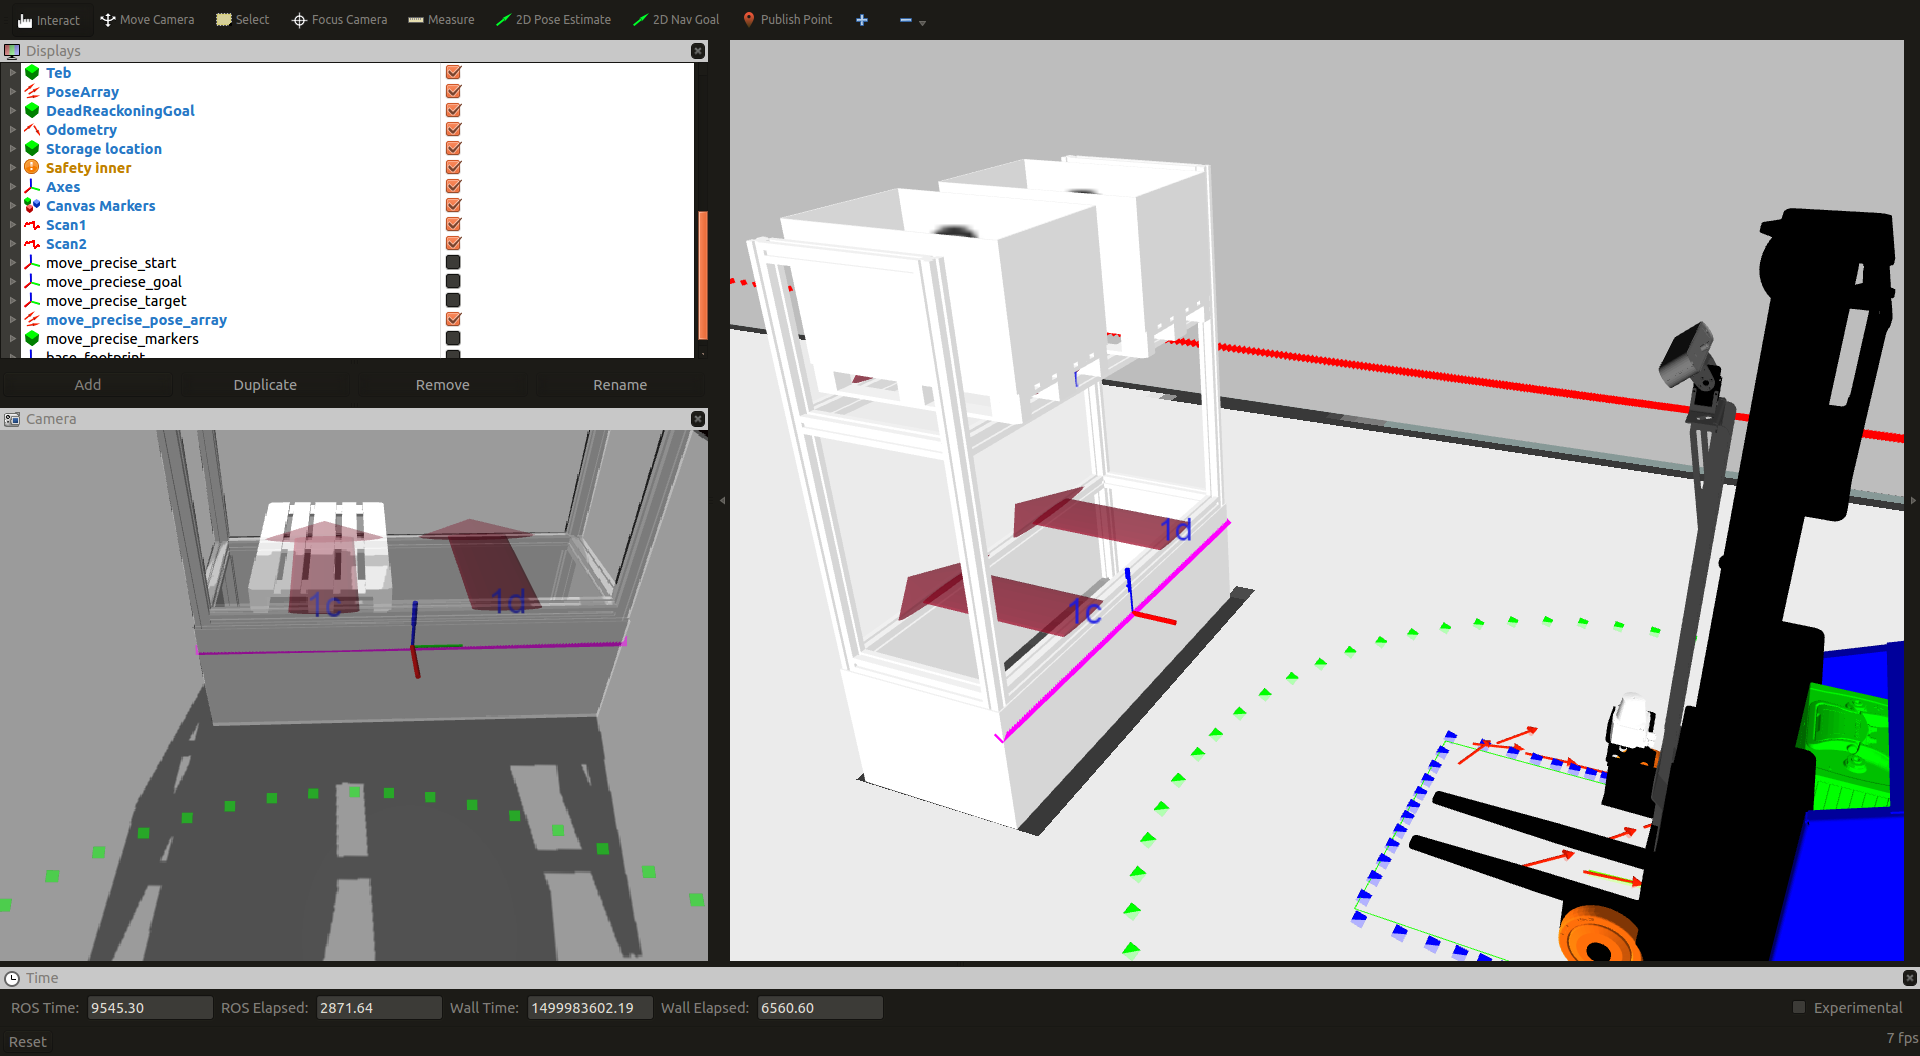 Interact Move Camera Select Focus Camera Measure 2D Pose Estimate 2D Nav Goal Publish Point
Displays
Teb
PoseArray
DeadReackoningGoal
Odometry
Storage location
Safety inner
Axes
Canvas Markers
Scan1
Scan2
move_precise_start
move_preciese_goal
move_precise_target
move_precise_pose_array
move_precise_markers
base_footprint
Add Duplicate Remove Rename
Camera
1c 1d
1d
1c
Time
ROS Time: 9545.30 ROS Elapsed: 2871.64 Wall Time: 1499983602.19 Wall Elapsed: 6560.60 Experimental
Reset 7 fps